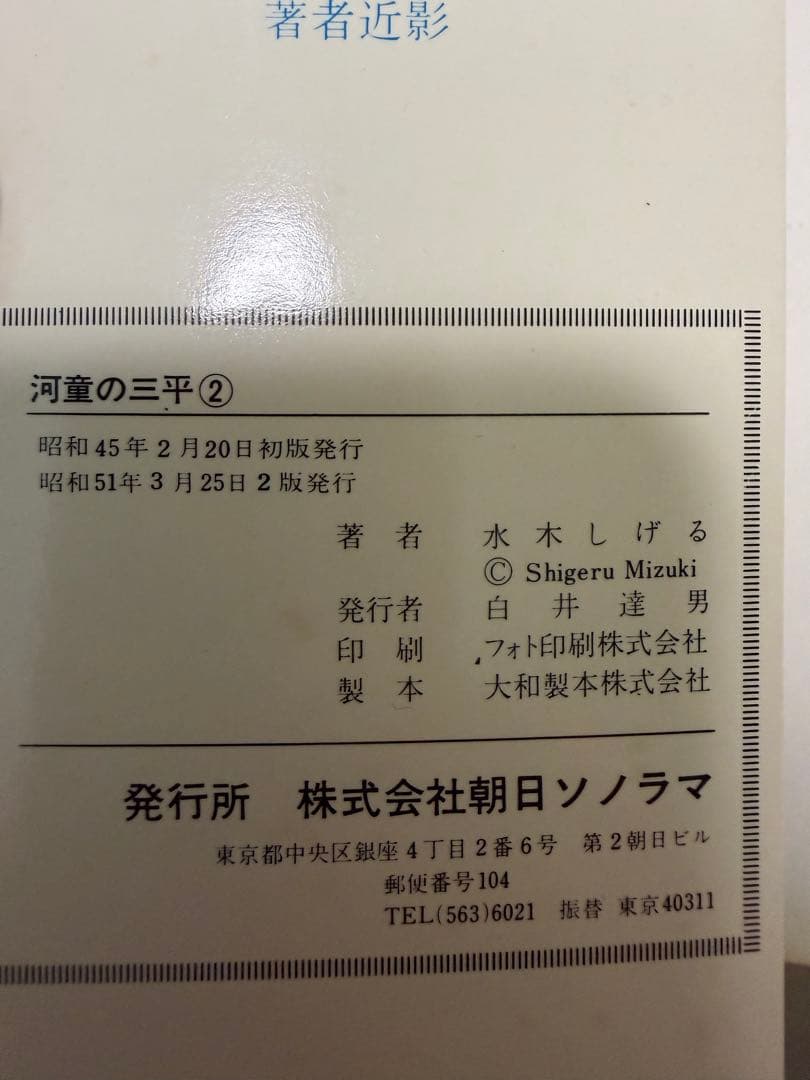 著者近影
河童の三平②
昭和45年2月20日初版発行
昭和51年3月25日2版発行
著者 水木しげる
© Shigeru Mizuki
発行者 白井達男
印刷 フォト印刷株式会社
製本 大和製本株式会社
発行所 株式会社朝日ソノラマ
東京都中央区銀座4丁目2番6号 第2朝日ビル
郵便番号104
TEL(563)6021 振替 東京40311